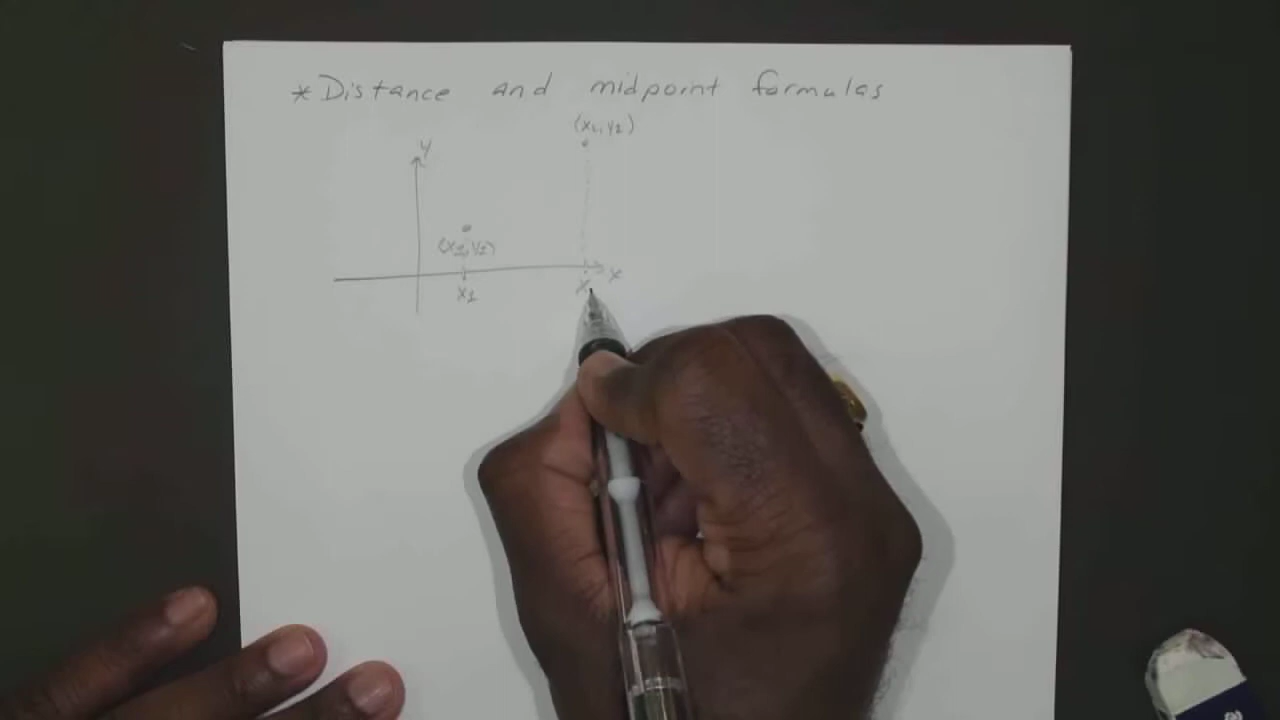 *Distance and midpoint formulas
(x2, y2)
y
(x1, y1)
x
x1
x